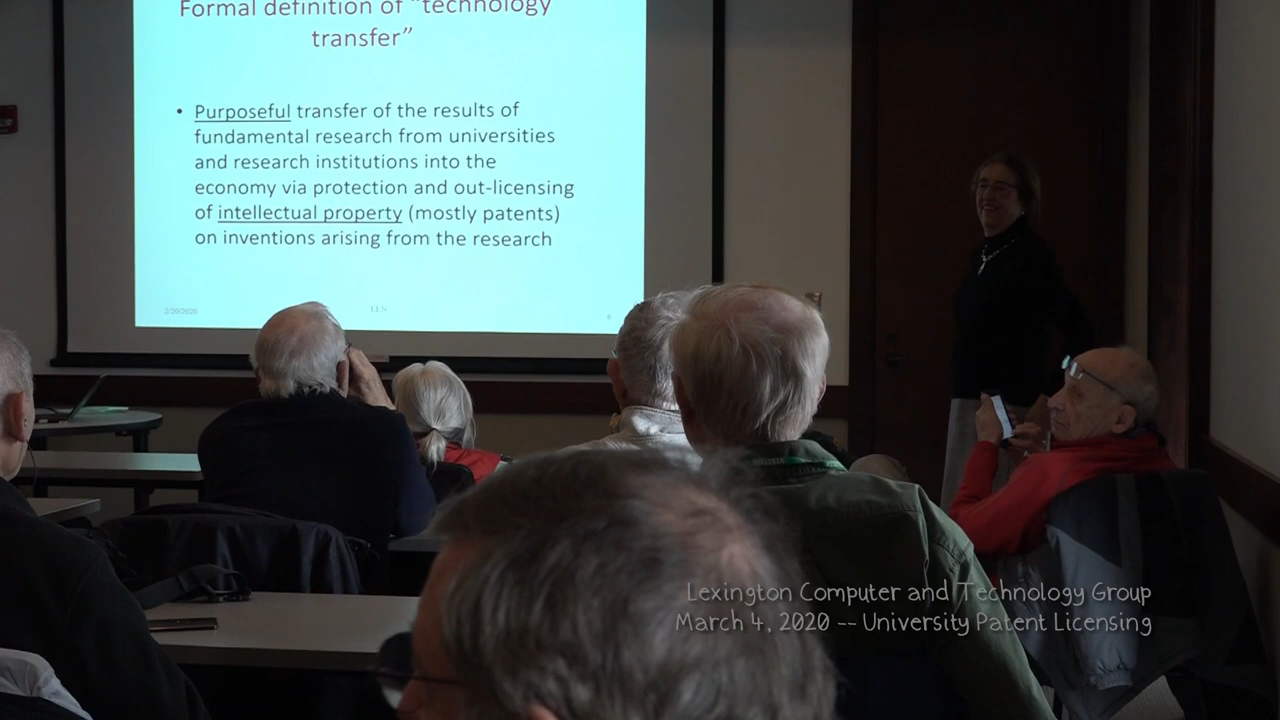 Formal definition of “technology
transfer”
• Purposeful transfer of the results of
fundamental research from universities
and research institutions into the
economy via protection and out-licensing
of intellectual property (mostly patents)
on inventions arising from the research
2/20/2020
LEN
6
Lexington Computer and Technology Group
March 4, 2020 -- University Patent Licensing